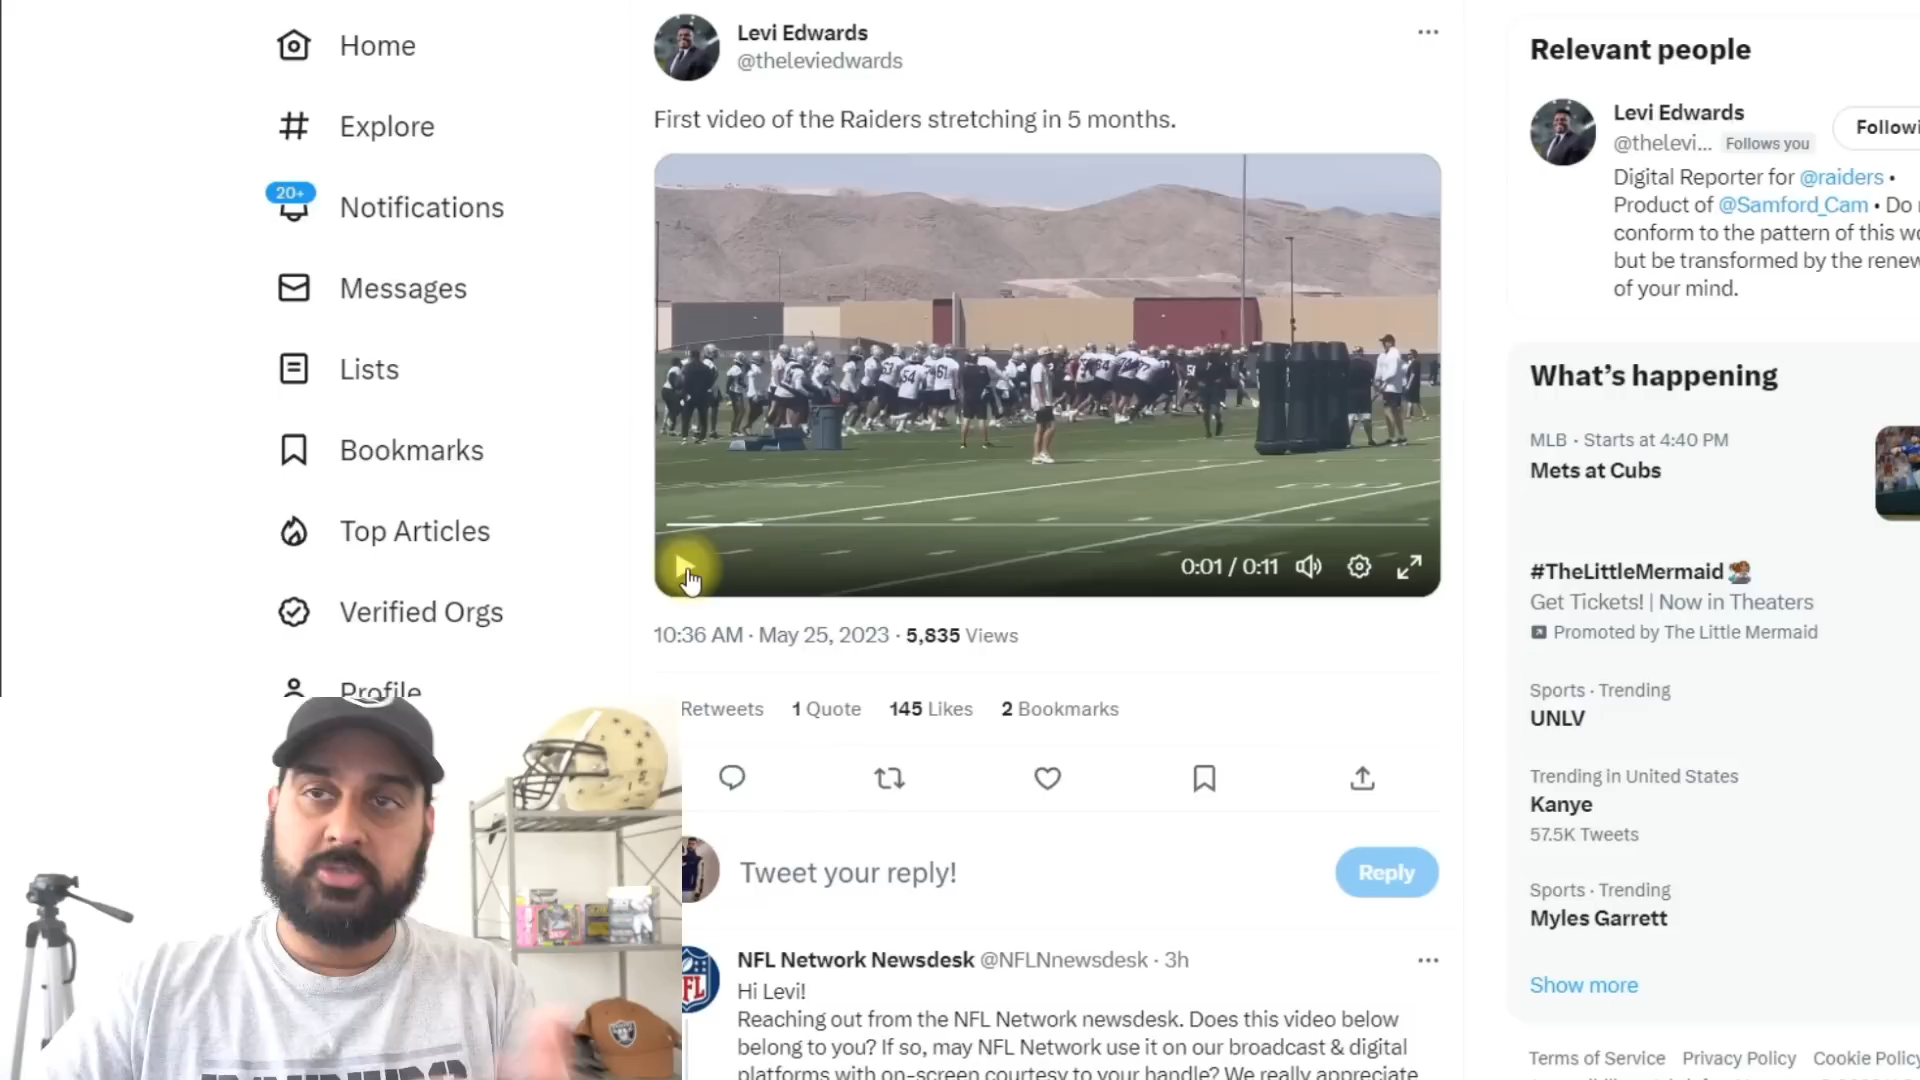 Home
Explore
20+
Notifications
Messages
Lists
Bookmarks
Top Articles
Verified Orgs
Profile
Levi Edwards
@theleviedwards
First video of the Raiders stretching in 5 months.
63
54
61
64
0:01 / 0:11
10:36 AM · May 25, 2023 · 5,835 Views
Retweets 1 Quote 145 Likes 2 Bookmarks
Tweet your reply!
Reply
NFL Network Newsdesk @NFLNnewsdesk · 3h
Hi Levi!
Reaching out from the NFL Network newsdesk. Does this video below
belong to you? If so, may NFL Network use it on our broadcast & digital
platforms with on-screen courtesy to your handle? We really appreciate
Relevant people
Levi Edwards
@thelevi... Follows you
Followi
Digital Reporter for @raiders •
Product of @Samford_Cam • Do
conform to the pattern of this wo
but be transformed by the renew
of your mind.
What's happening
MLB · Starts at 4:40 PM
Mets at Cubs
#TheLittleMermaid
Get Tickets! | Now in Theaters
Promoted by The Little Mermaid
Sports · Trending
UNLV
Trending in United States
Kanye
57.5K Tweets
Sports · Trending
Myles Garrett
Show more
Terms of Service Privacy Policy Cookie Policy